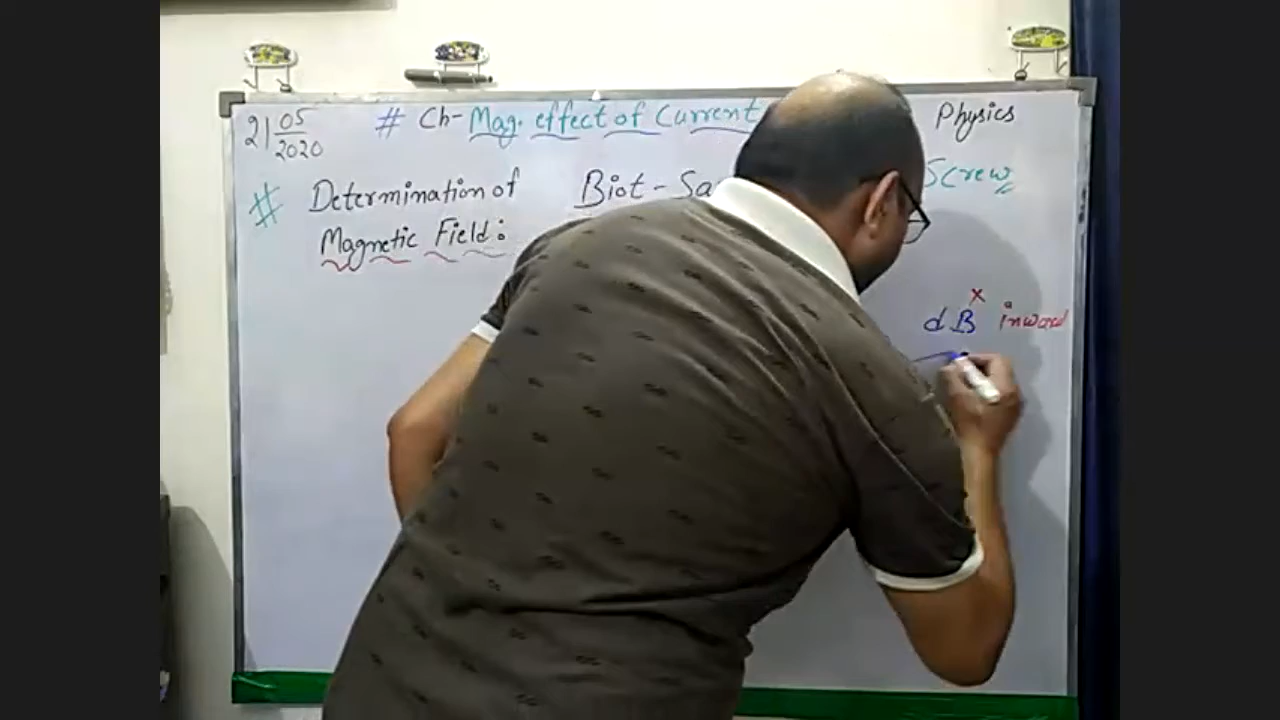 21/05/2020 # Ch- Mag. effect of Current Physics
# Determination of Biot - Sa Screw
Magnetic Field :
x
dB inward